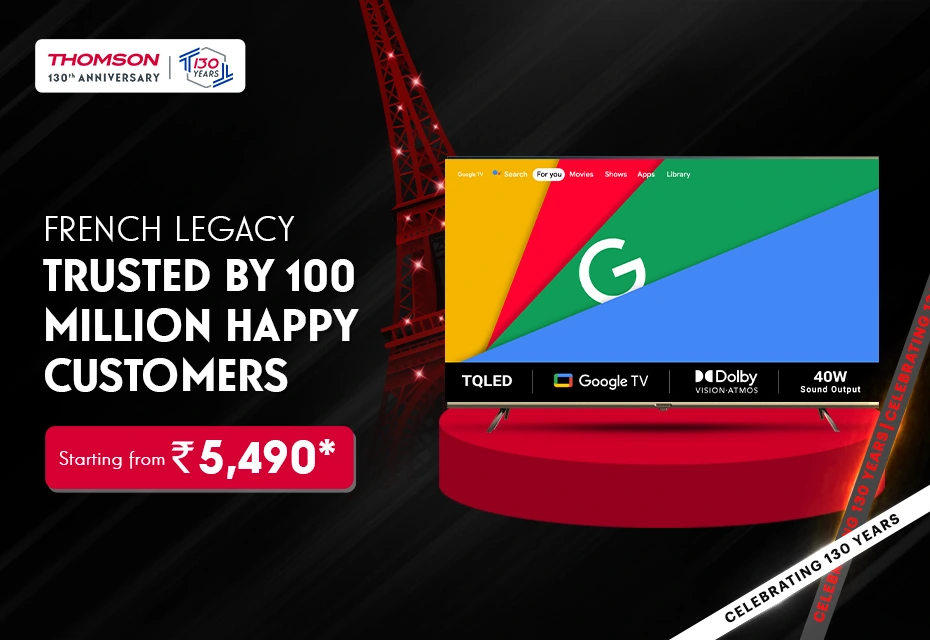 THOMSON
130th ANNIVERSARY
130
YEARS
FRENCH LEGACY
TRUSTED BY 100
MILLION HAPPY
CUSTOMERS
Starting from ₹5,490*
Google TV Search For you Movies Shows Apps Library
G
TQLED
Google TV
Dolby
VISION·ATMOS
40W
Sound Output
CELEBRATING 130 YEARS | CELEBRATING 13
CELEBRATING 130 YEARS